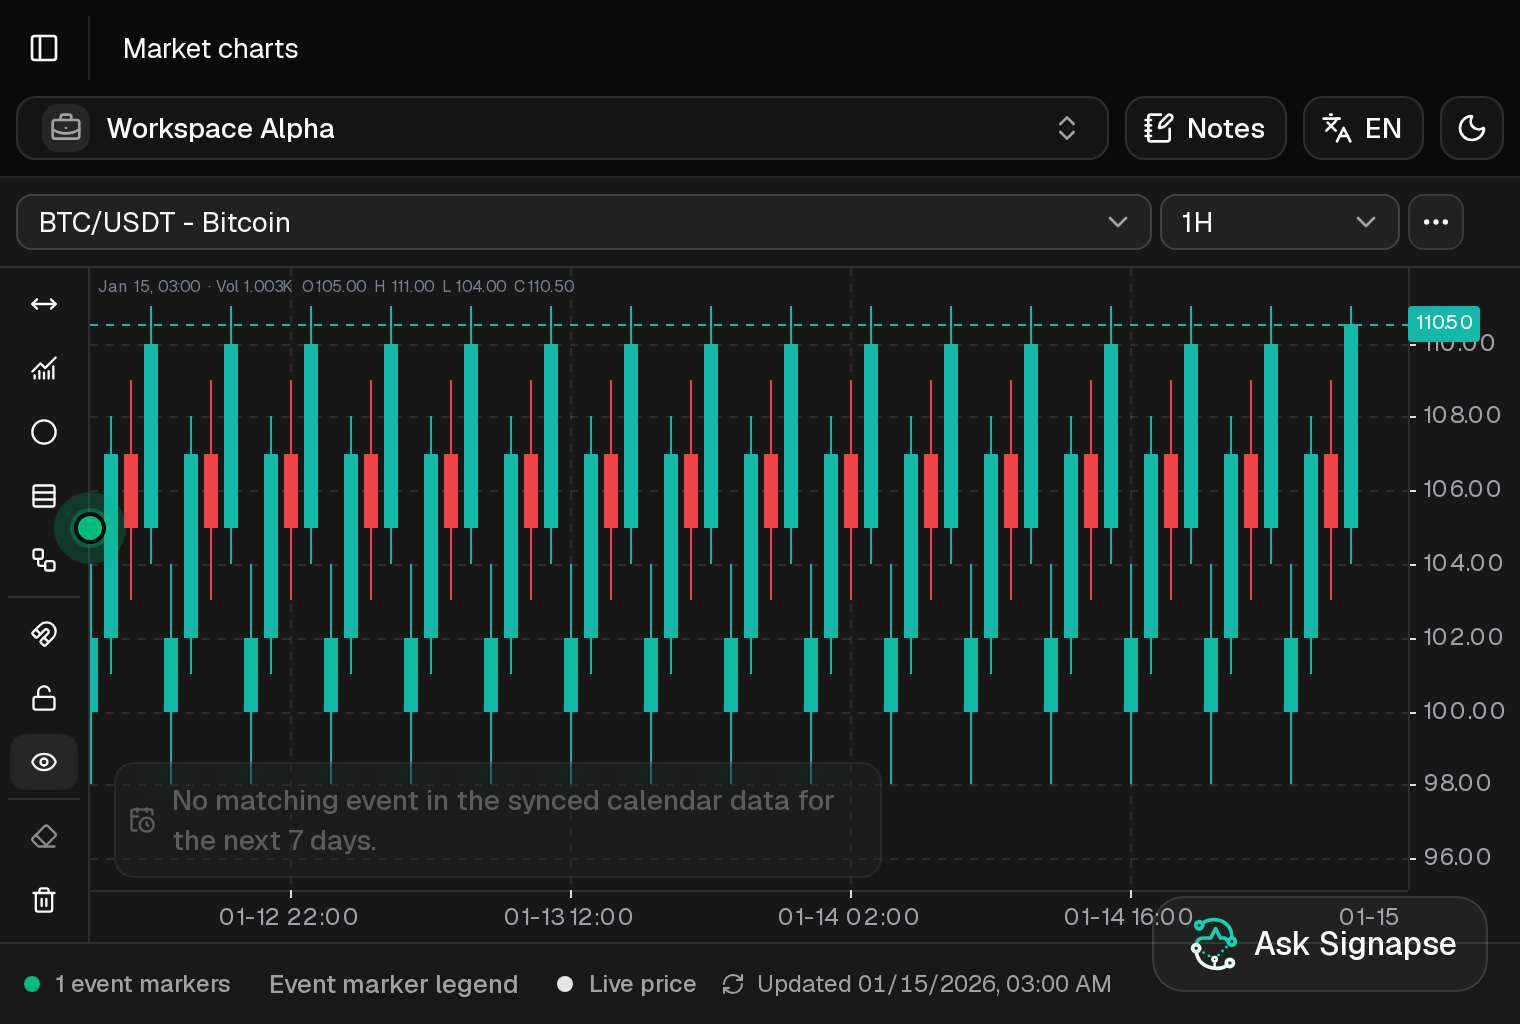 Market charts
Workspace Alpha
Notes
EN
BTC/USDT - Bitcoin
1H
Jan 15, 03:00 · Vol 1.003K O105.00 H 111.00 L 104.00 C110.50
110.50
110.00
108.00
106.00
104.00
102.00
100.00
98.00
96.00
No matching event in the synced calendar data for
the next 7 days.
01-12 22:00 01-13 12:00 01-14 02:00 01-14 16:00 01-15
Ask Signapse
1 event markers Event marker legend Live price Updated 01/15/2026, 03:00 AM